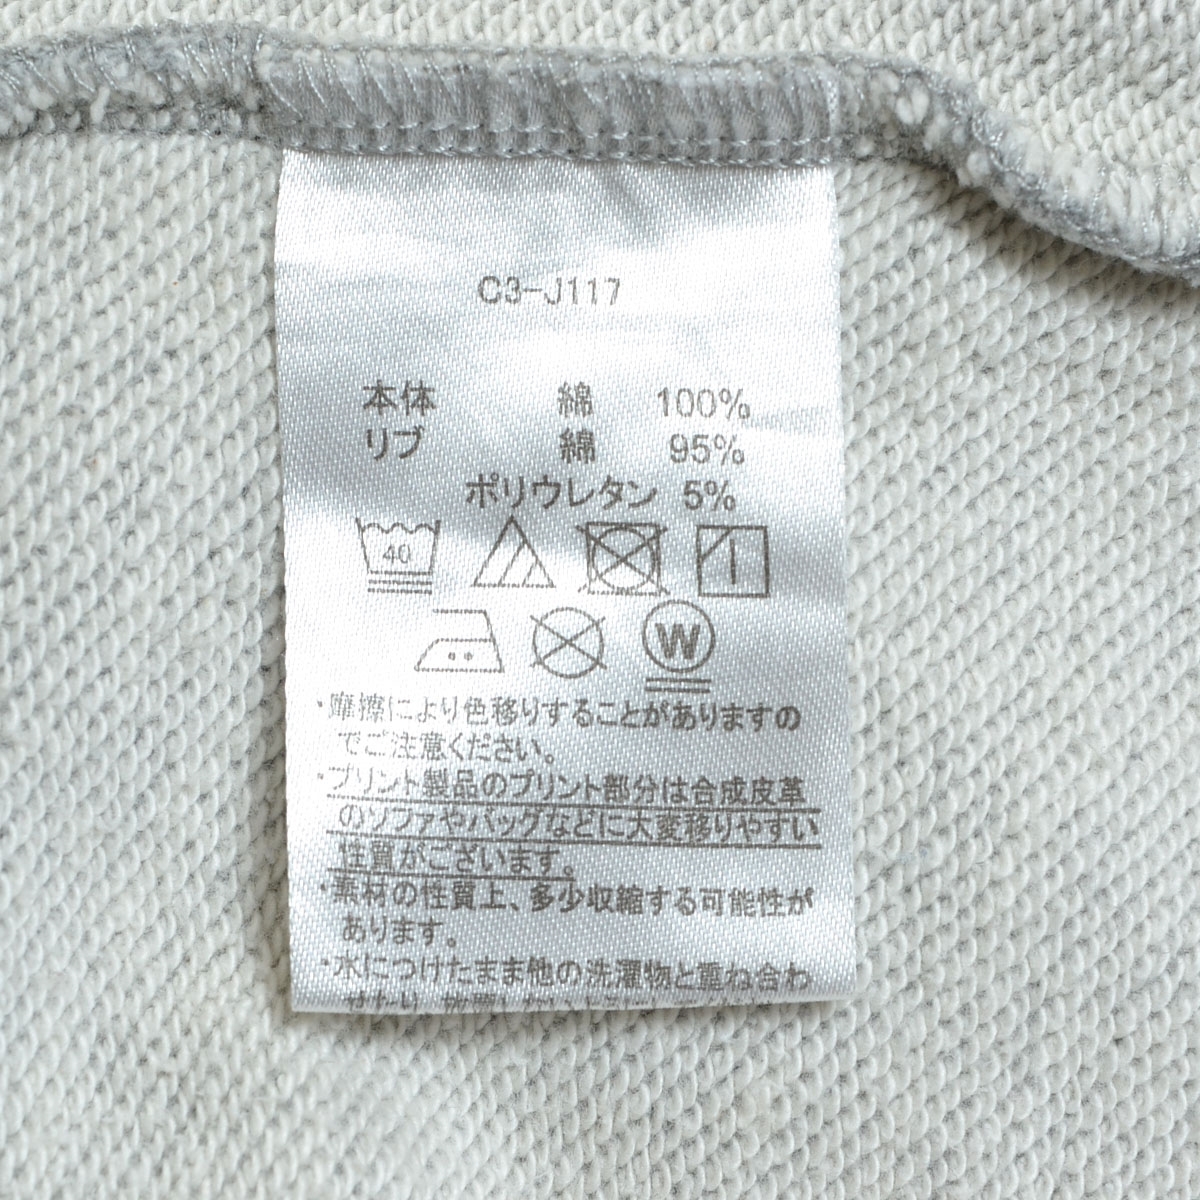 C3-J117
本体 綿 100%
リブ 綿 95%
ポリウレタン 5%
40
W
・摩擦により色移りすることがありますの
でご注意ください。
・プリント製品のプリント部分は合成皮革
のソファやバッグなどに大変移りやすい
性質がございます。
・素材の性質上、多少収縮する可能性が
あります。
・水につけたまま他の洗濯物と重ね合わ
せたり